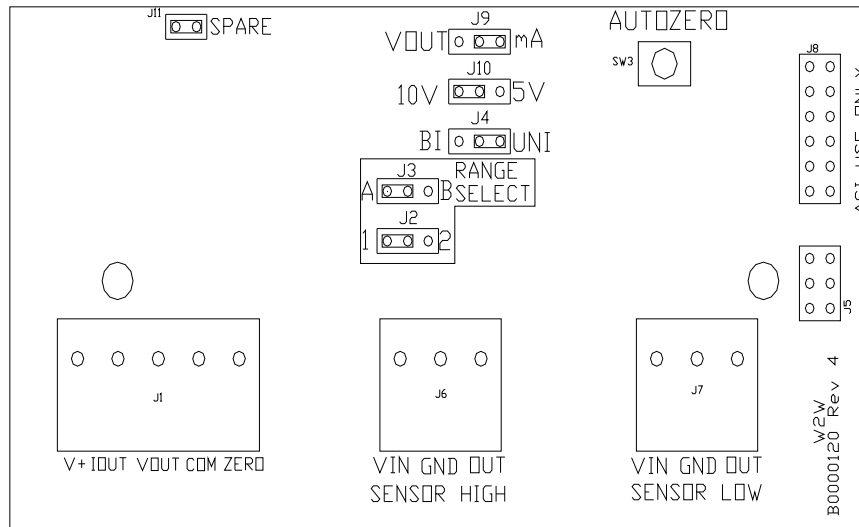 J11 SPARE
J9
VOUT mA
J10
10V 5V
J4
BI UNI
RANGE
SELECT
J3
A B
J2
1 2
AUTOZERO
SW3
J8
J5
J1
V+ IOUT VOUT COM ZERO
J6
VIN GND OUT
SENSOR HIGH
J7
VIN GND OUT
SENSOR LOW
W2W
B0000120 Rev 4